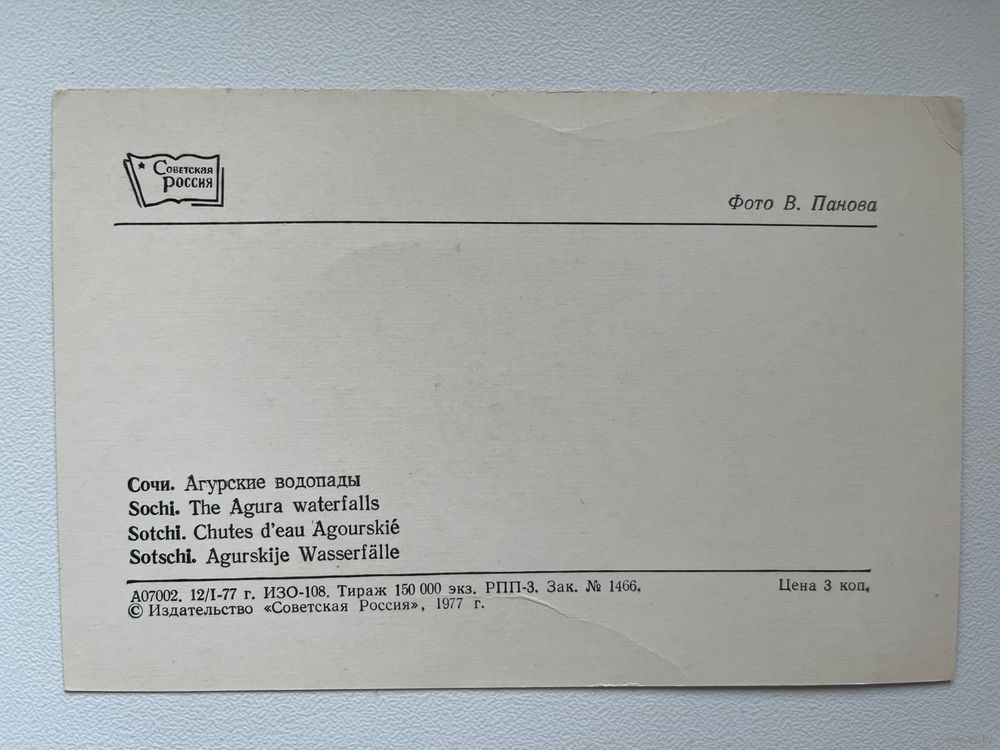 Советская
Россия
Фото В. Панова
Сочи. Агурские водопады
Sochi. The Agura waterfalls
Sotchi. Chutes d'eau Agourskié
Sotschi. Agurskije Wasserfälle
А07002. 12/I-77 г. ИЗО-108. Тираж 150 000 экз. РПП-3. Зак. № 1466. Цена 3 коп.
© Издательство «Советская Россия», 1977 г.